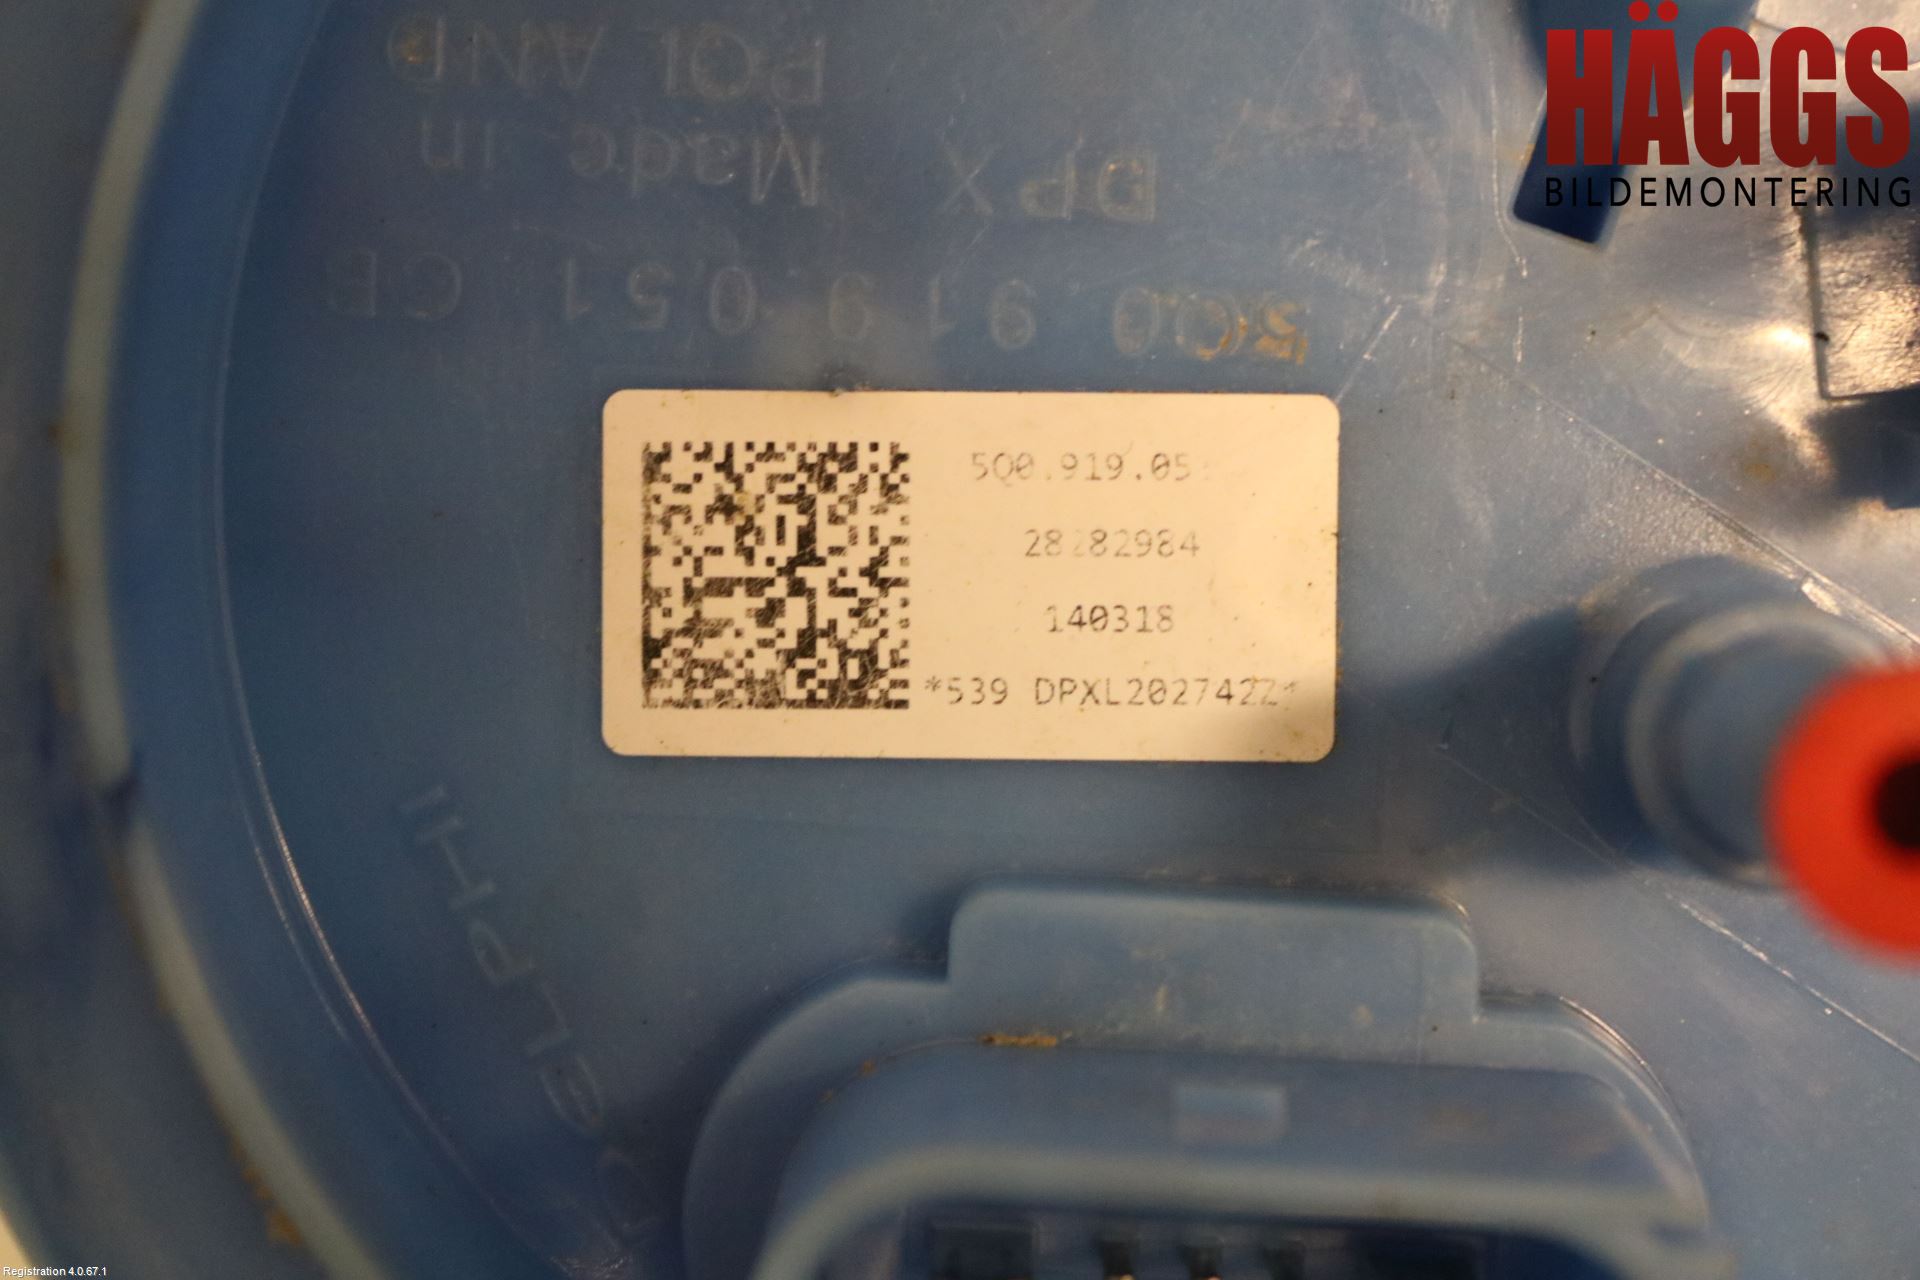 HÄGGS
BILDEMONTERING
POLAND
Made in
DPX
5Q0 919 051 CB
5Q0.919.05
28282984
140318
*539 DPXL2027422*
DELPHI
Registration 4.0.67.1